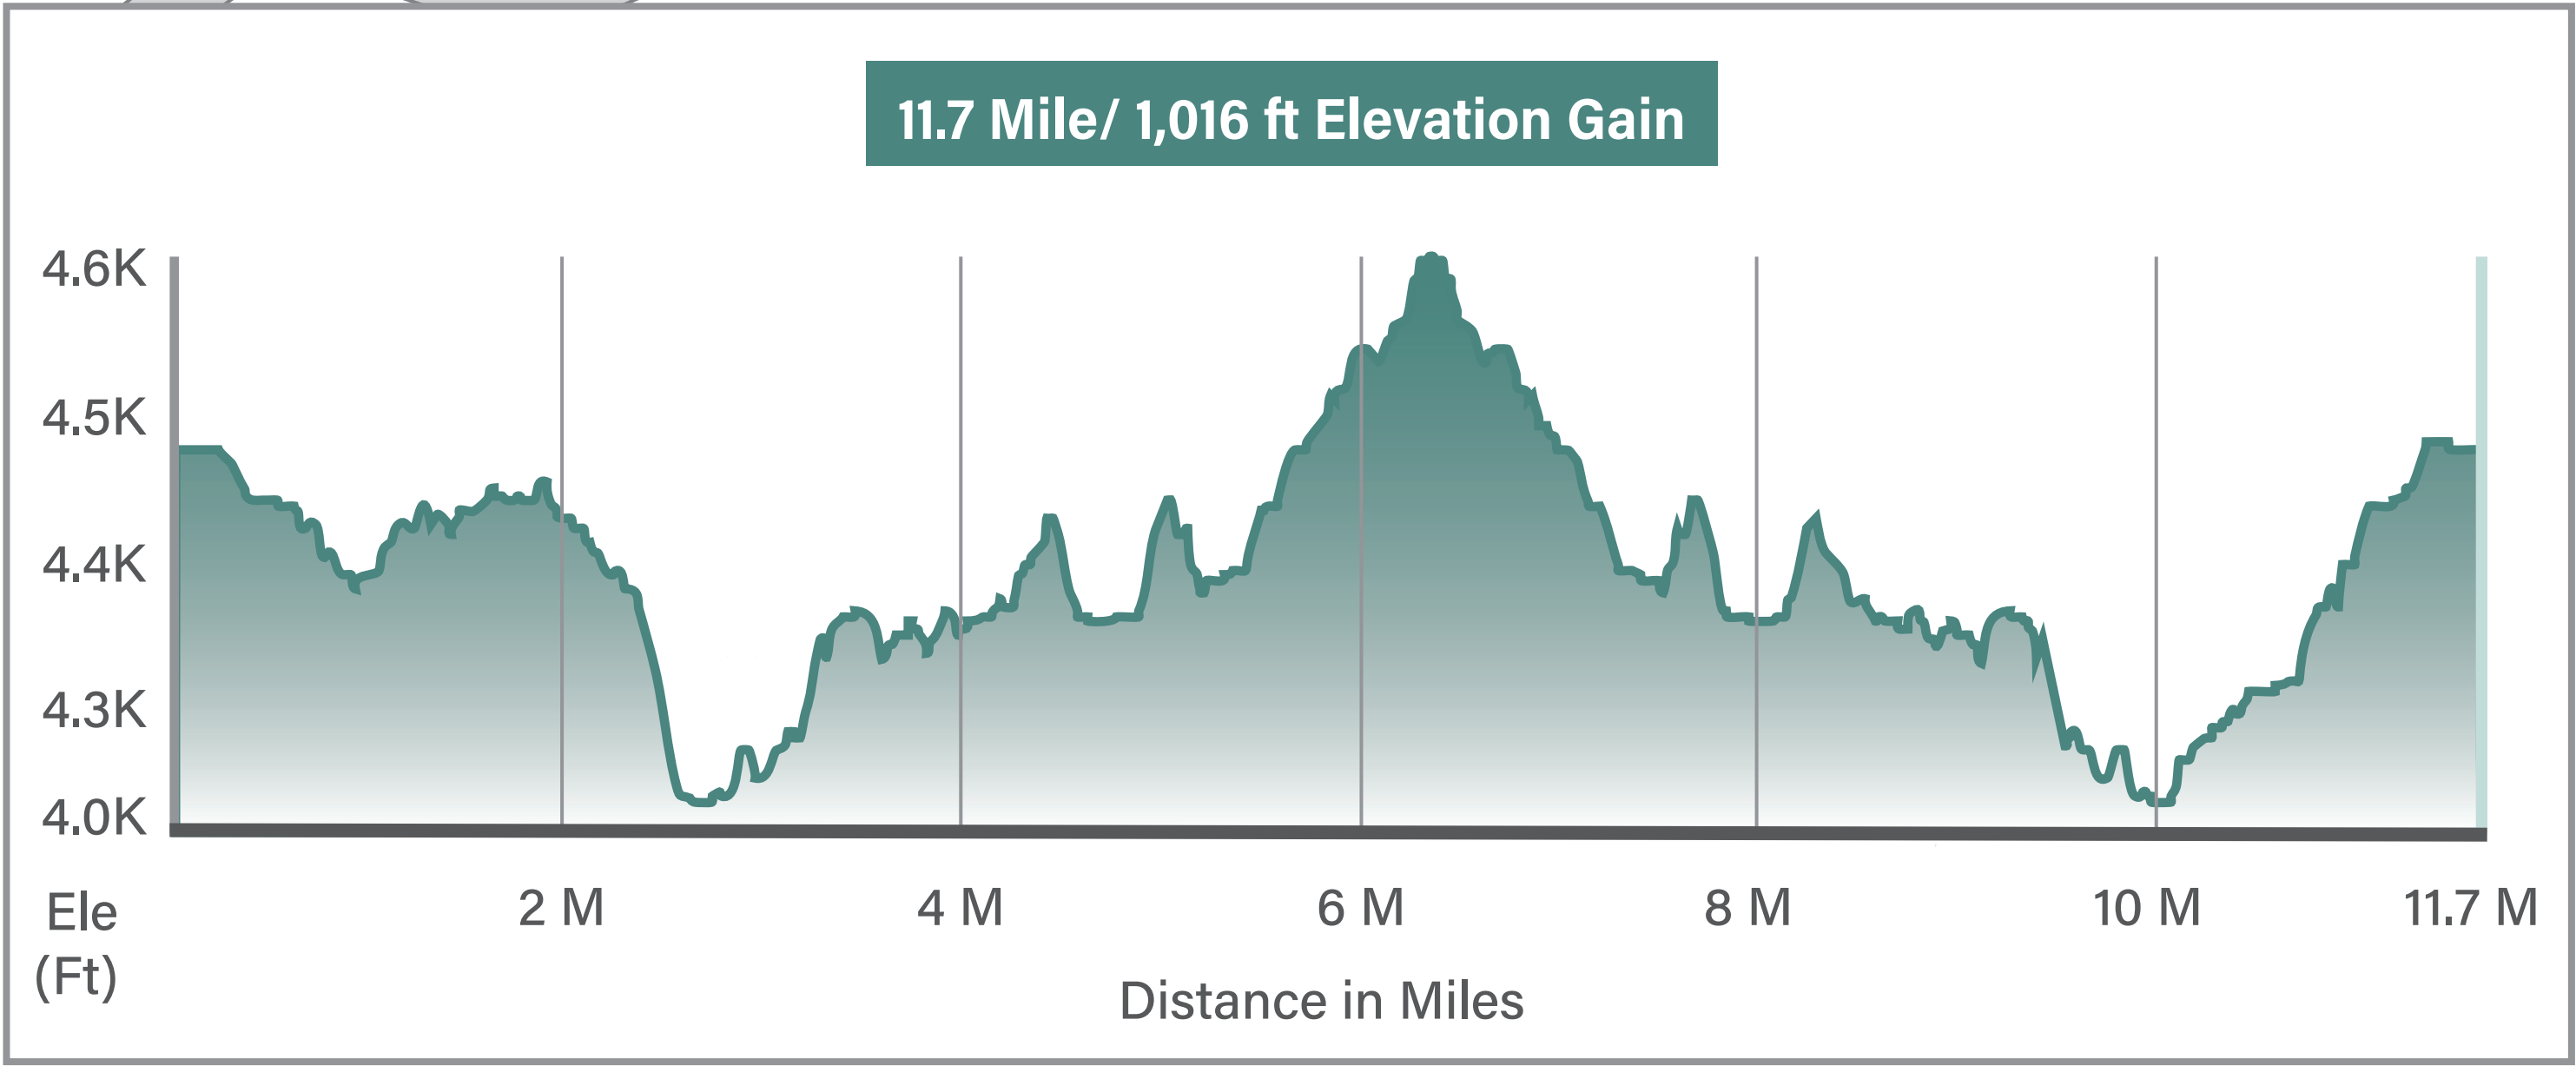 11.7 Mile/ 1,016 ft Elevation Gain
4.6K
4.5K
4.4K
4.3K
4.0K
Ele
(Ft)
2 M
4 M
6 M
8 M
10 M
11.7 M
Distance in Miles